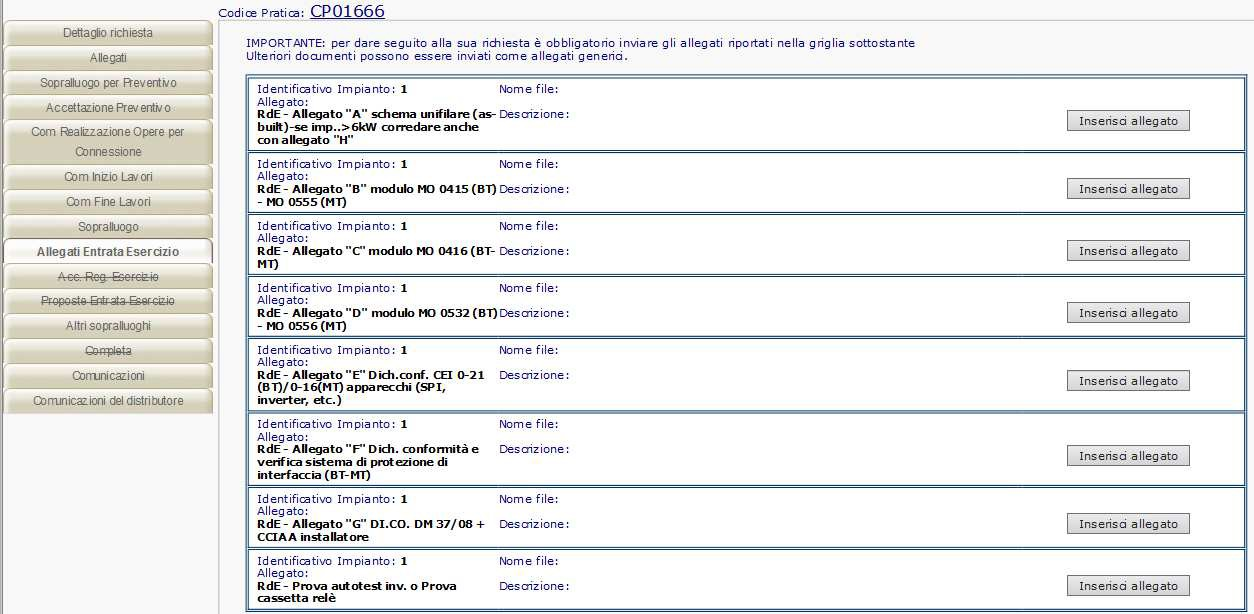 Codice Pratica: CP01666
Dettaglio richiesta
Allegati
Sopralluogo per Preventivo
Accettazione Preventivo
Com Realizzazione Opere per
Connessione
Com Inizio Lavori
Com Fine Lavori
Sopralluogo
Allegati Entrata Esercizio
Acc. Reg. Esercizio
Proposte Entrata Esercizio
Altri sopralluoghi
Completa
Comunicazioni
Comunicazioni del distributore
IMPORTANTE: per dare seguito alla sua richiesta è obbligatorio inviare gli allegati riportati nella griglia sottostante
Ulteriori documenti possono essere inviati come allegati generici.
Identificativo Impianto: 1 Nome file:
Allegato:
RdE - Allegato "A" schema unifilare (as- Descrizione:
built)-se imp..>6kW corredare anche
con allegato "H"
Inserisci allegato
Identificativo Impianto: 1 Nome file:
Allegato:
RdE - Allegato "B" modulo MO 0415 (BT) Descrizione:
- MO 0555 (MT)
Inserisci allegato
Identificativo Impianto: 1 Nome file:
Allegato:
RdE - Allegato "C" modulo MO 0416 (BT- Descrizione:
MT)
Inserisci allegato
Identificativo Impianto: 1 Nome file:
Allegato:
RdE - Allegato "D" modulo MO 0532 (BT) Descrizione:
- MO 0556 (MT)
Inserisci allegato
Identificativo Impianto: 1 Nome file:
Allegato:
RdE - Allegato "E" Dich.conf. CEI 0-21 Descrizione:
(BT)/0-16(MT) apparecchi (SPI,
inverter, etc.)
Inserisci allegato
Identificativo Impianto: 1 Nome file:
Allegato:
RdE - Allegato "F" Dich. conformità e Descrizione:
verifica sistema di protezione di
interfaccia (BT-MT)
Inserisci allegato
Identificativo Impianto: 1 Nome file:
Allegato:
RdE - Allegato "G" DI.CO. DM 37/08 + Descrizione:
CCIAA installatore
Inserisci allegato
Identificativo Impianto: 1 Nome file:
Allegato:
RdE - Prova autotest inv. o Prova Descrizione:
cassetta relè
Inserisci allegato